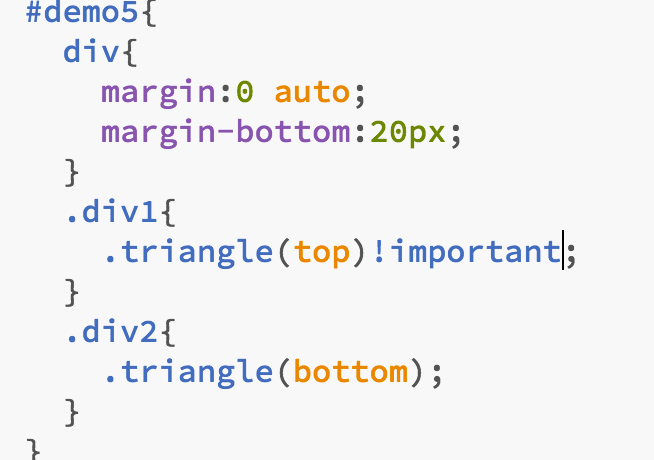 #demo5{
div{
margin:0 auto;
margin-bottom:20px;
}
.div1{
.triangle(top)!important;
}
.div2{
.triangle(bottom);
}
}